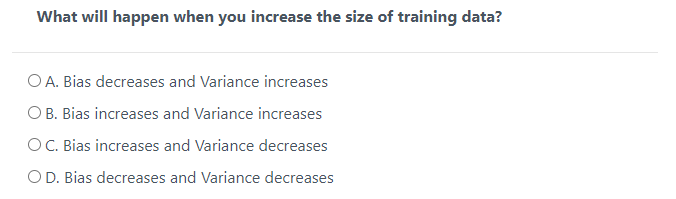 What will happen when you increase the size of training data?
A. Bias decreases and Variance increases
B. Bias increases and Variance increases
C. Bias increases and Variance decreases
D. Bias decreases and Variance decreases